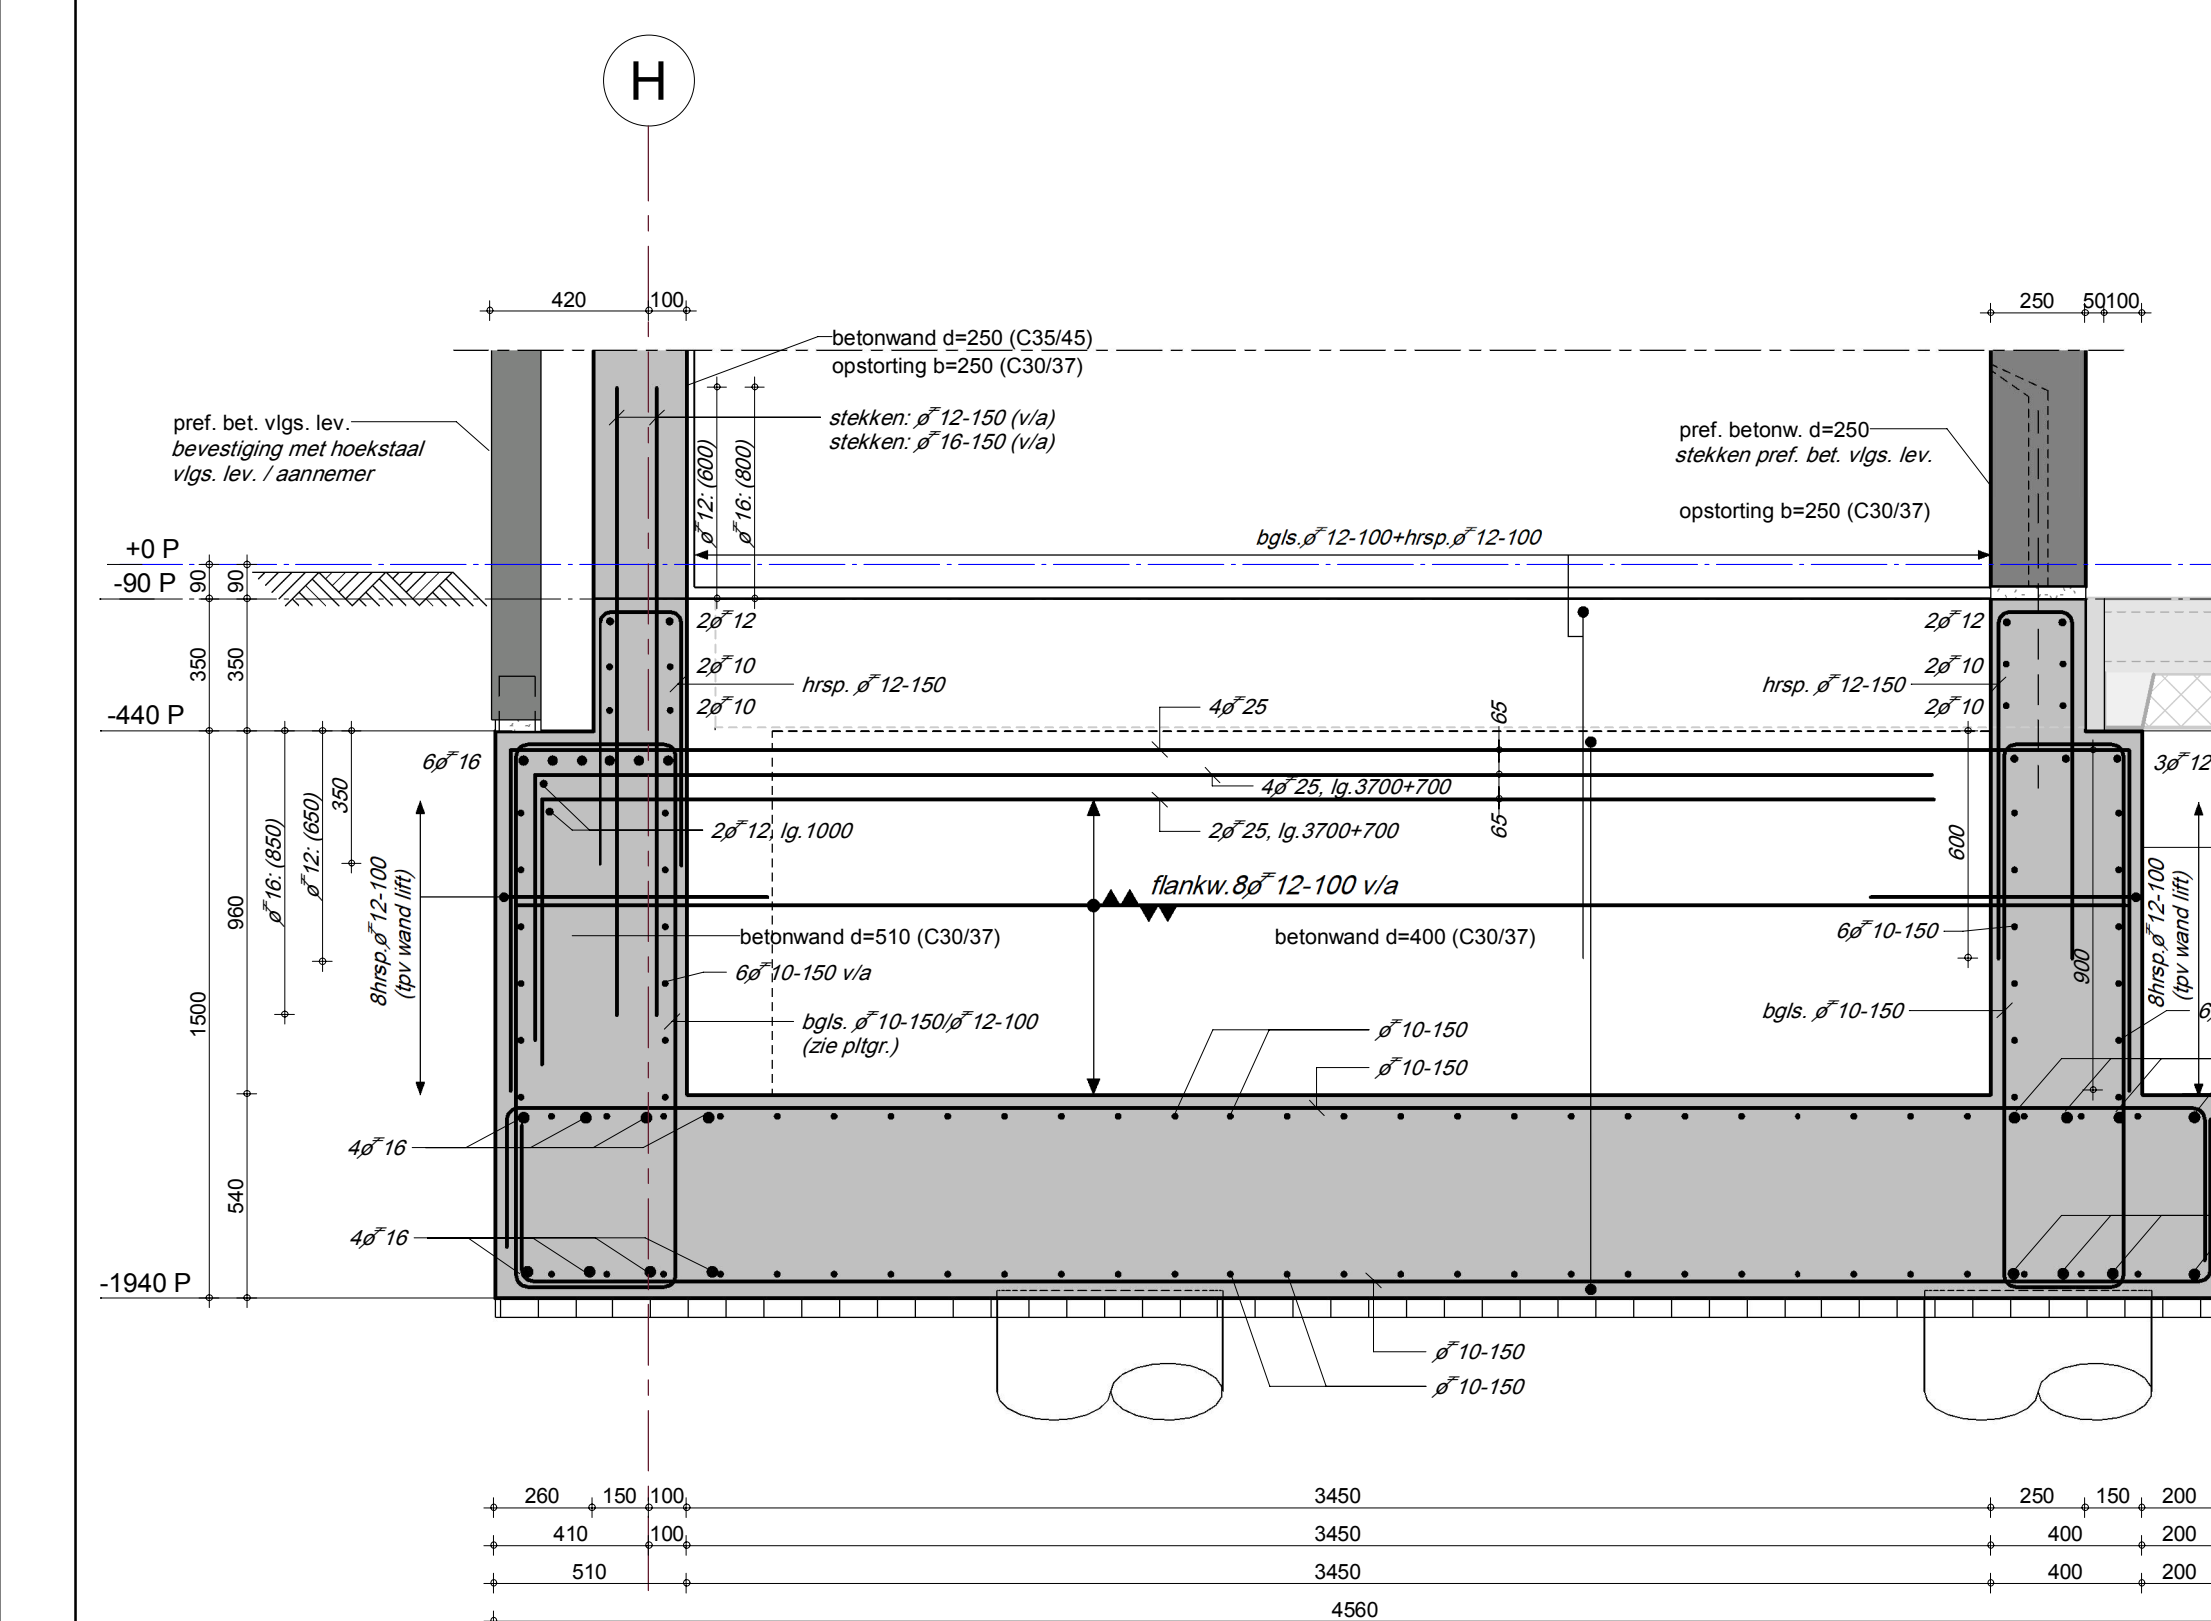 H
420
100
250
50
100
betonwand d=250 (C35/45)
opstorting b=250 (C30/37)
stekken: ø12-150 (v/a)
stekken: ø16-150 (v/a)
pref. bet. vlgs. lev.
bevestiging met hoekstaal
vlgs. lev. / aannemer
pref. betonw. d=250
stekken pref. bet. vlgs. lev.
opstorting b=250 (C30/37)
ø12: (600)
ø16: (800)
bgls.ø12-100+hrsp.ø12-100
+0 P
-90 P
-440 P
-1940 P
90
90
350
350
1500
960
540
ø16: (850)
ø12: (650)
350
2ø12
2ø10
2ø10
hrsp. ø12-150
2ø12
2ø10
2ø10
hrsp. ø12-150
6ø16
4ø25
65
4ø25, lg.3700+700
2ø12, lg.1000
2ø25, lg.3700+700
65
3ø12
600
900
8hrsp.ø12-100
(tpv wand lift)
8hrsp.ø12-100
(tpv wand lift)
flankw.8ø12-100 v/a
betonwand d=510 (C30/37)
betonwand d=400 (C30/37)
6ø10-150 v/a
6ø10-150
bgls. ø10-150/ø12-100
(zie pltgr.)
bgls. ø10-150
ø10-150
ø10-150
4ø16
4ø16
ø10-150
ø10-150
260 150 100 3450 250 150 200
410 100 3450 400 200
510 3450 400 200
4560